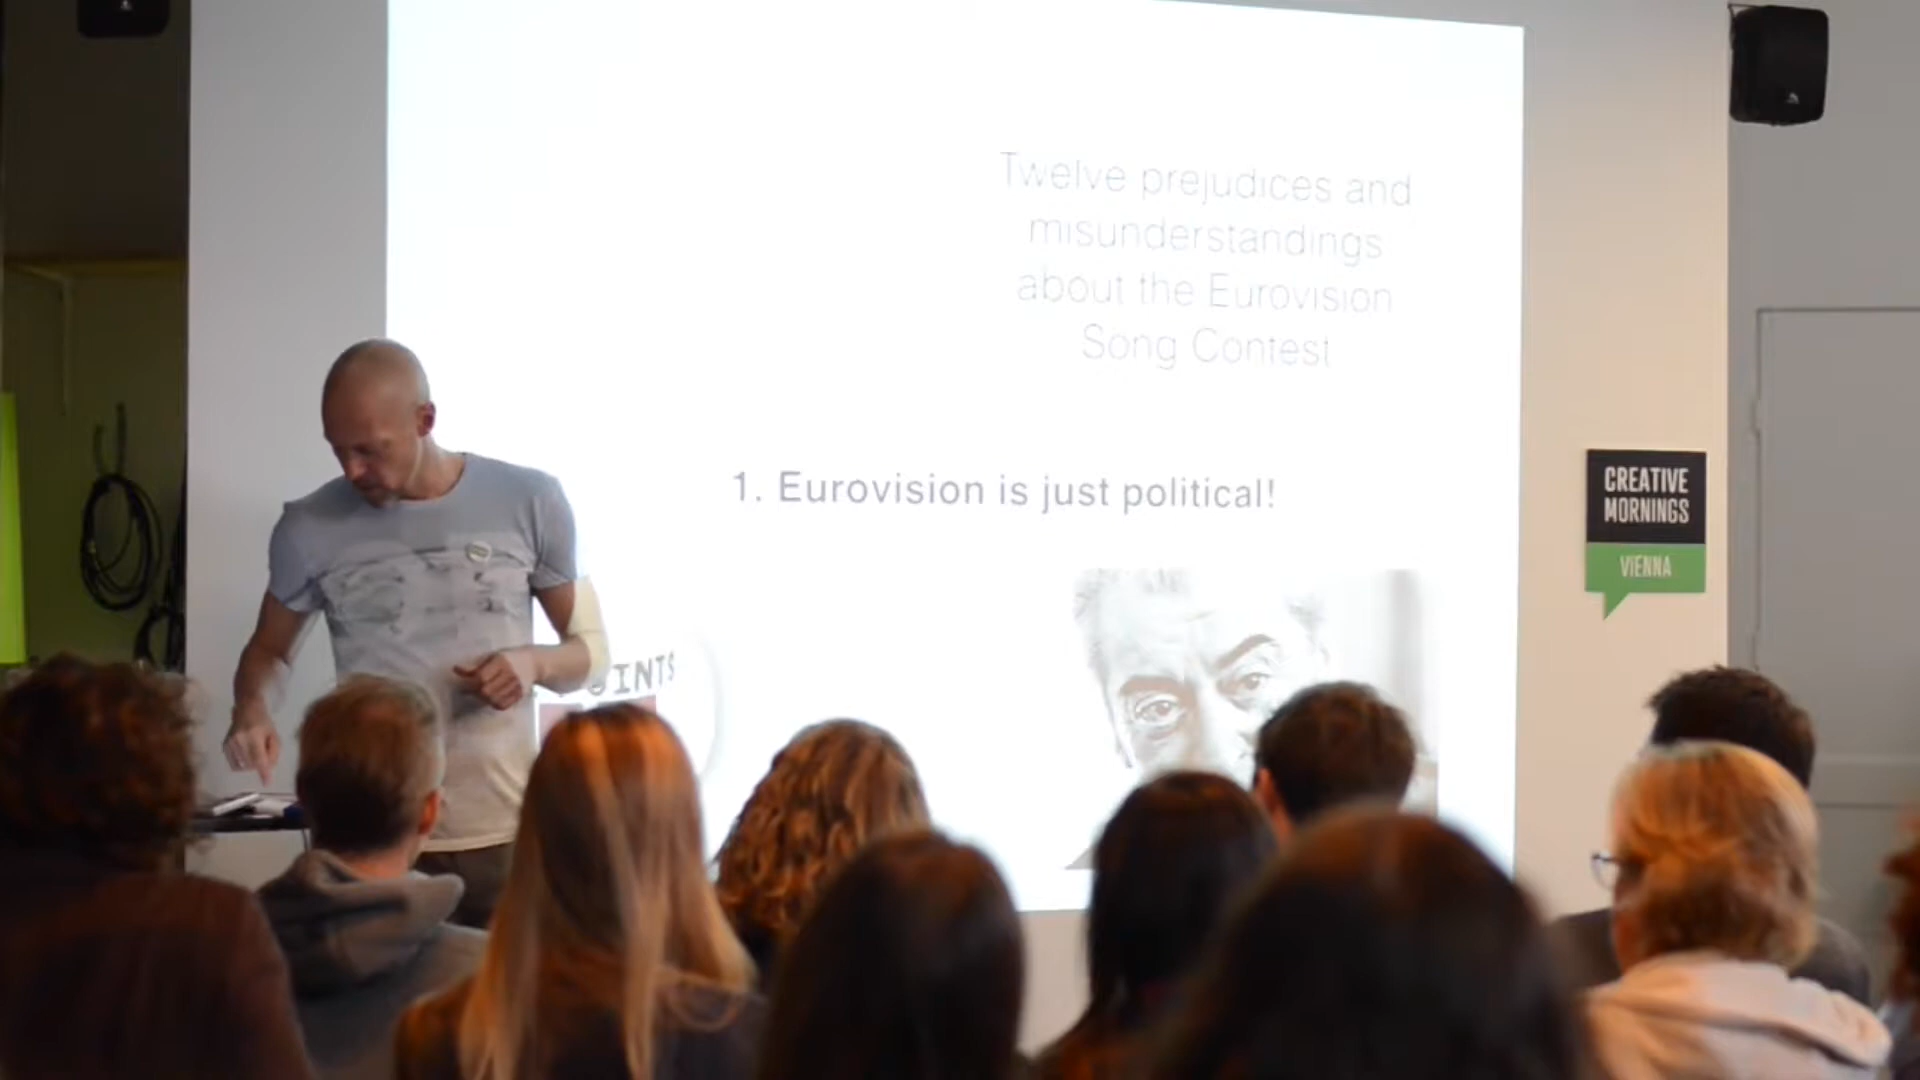 Twelve prejudices and
misunderstandings
about the Eurovision
Song Contest
1. Eurovision is just political!
CREATIVE
MORNINGS
VIENNA